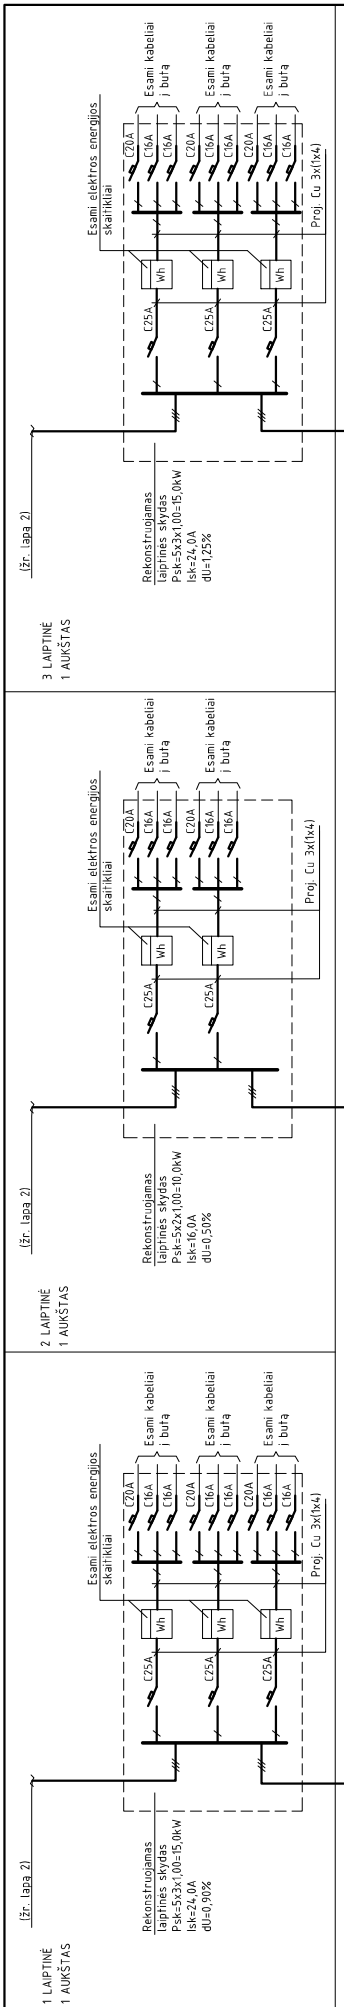 (Žr. lapą 2)
1 LAIPTINĖ
1 AUKŠTAS
Rekonstruojamas
laiptinės skydas
Psk=5x3x1,00=15,0kW
Isk=24,0A
dU=0,90%
Esami elektros energijos
skaitikliai
C25A
Wh
C20A
C16A
C16A
Esami kabeliai
į butą
C25A
Wh
C20A
C16A
C16A
Esami kabeliai
į butą
C25A
Wh
C20A
C16A
C16A
Esami kabeliai
į butą
Proj. Cu 3x(1x4)
(Žr. lapą 2)
2 LAIPTINĖ
1 AUKŠTAS
Rekonstruojamas
laiptinės skydas
Psk=5x2x1,00=10,0kW
Isk=16,0A
dU=0,50%
Esami elektros energijos
skaitikliai
C25A
Wh
C20A
C16A
C16A
Esami kabeliai
į butą
C25A
Wh
C20A
C16A
C16A
Esami kabeliai
į butą
Proj. Cu 3x(1x4)
(Žr. lapą 2)
3 LAIPTINĖ
1 AUKŠTAS
Rekonstruojamas
laiptinės skydas
Psk=5x3x1,00=15,0kW
Isk=24,0A
dU=1,25%
Esami elektros energijos
skaitikliai
C25A
Wh
C20A
C16A
C16A
Esami kabeliai
į butą
C25A
Wh
C20A
C16A
C16A
Esami kabeliai
į butą
C25A
Wh
C20A
C16A
C16A
Esami kabeliai
į butą
Proj. Cu 3x(1x4)